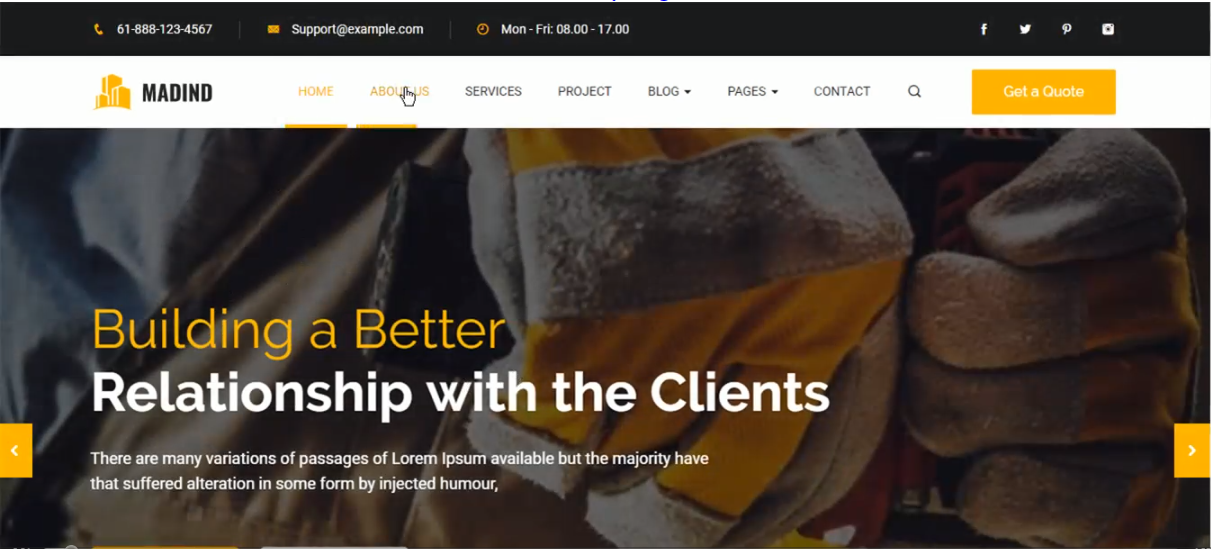 61-888-123-4567 Support@example.com Mon - Fri: 08.00 - 17.00
MADIND HOME ABOUT US SERVICES PROJECT BLOG PAGES CONTACT Get a Quote
Building a Better
Relationship with the Clients
There are many variations of passages of Lorem Ipsum available but the majority have
that suffered alteration in some form by injected humour,